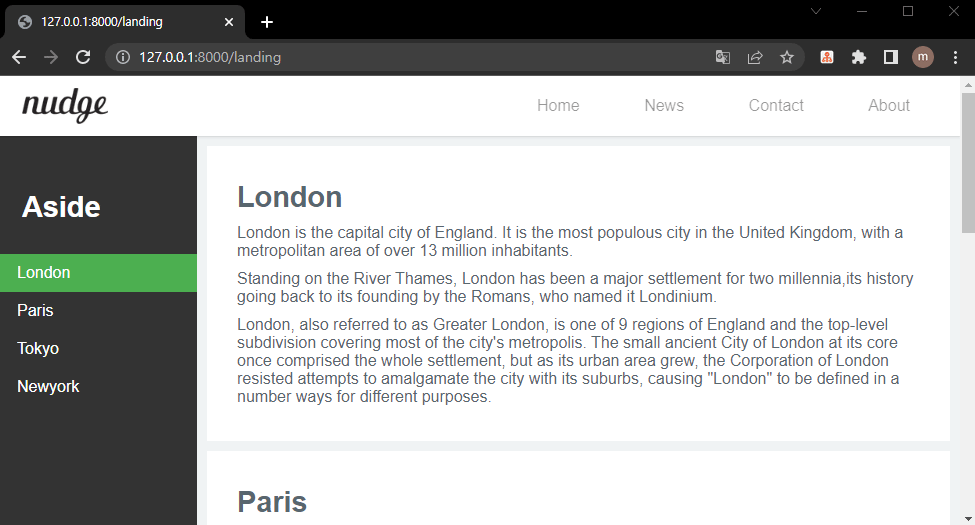 127.0.0.1:8000/landing
127.0.0.1:8000/landing
m
nudge
Home News Contact About
Aside
London
Paris
Tokyo
Newyork
London
London is the capital city of England. It is the most populous city in the United Kingdom, with a
metropolitan area of over 13 million inhabitants.
Standing on the River Thames, London has been a major settlement for two millennia,its history
going back to its founding by the Romans, who named it Londinium.
London, also referred to as Greater London, is one of 9 regions of England and the top-level
subdivision covering most of the city's metropolis. The small ancient City of London at its core
once comprised the whole settlement, but as its urban area grew, the Corporation of London
resisted attempts to amalgamate the city with its suburbs, causing "London" to be defined in a
number ways for different purposes.
Paris